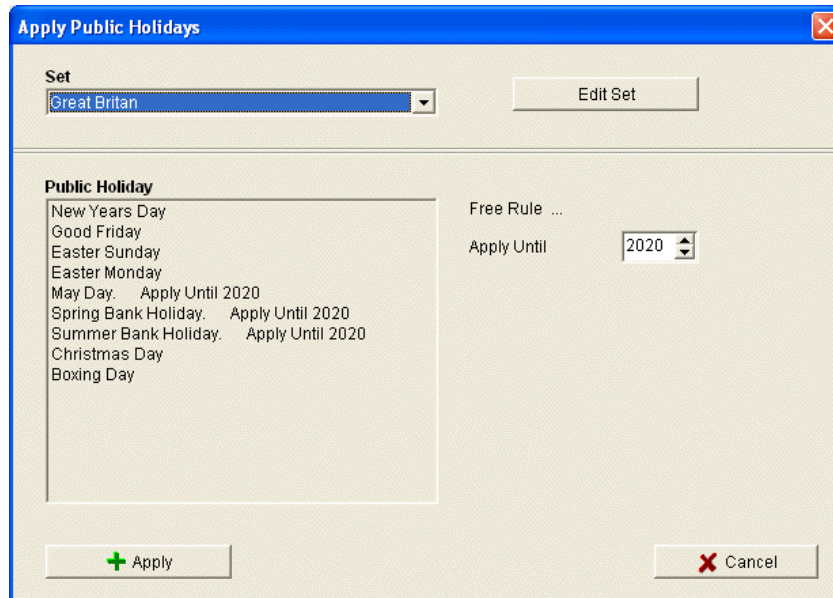 Apply Public Holidays
Set
Great Britan
Edit Set
Public Holiday
New Years Day
Good Friday
Easter Sunday
Easter Monday
May Day. Apply Until 2020
Spring Bank Holiday. Apply Until 2020
Summer Bank Holiday. Apply Until 2020
Christmas Day
Boxing Day
Free Rule ...
Apply Until 2020
Apply
Cancel